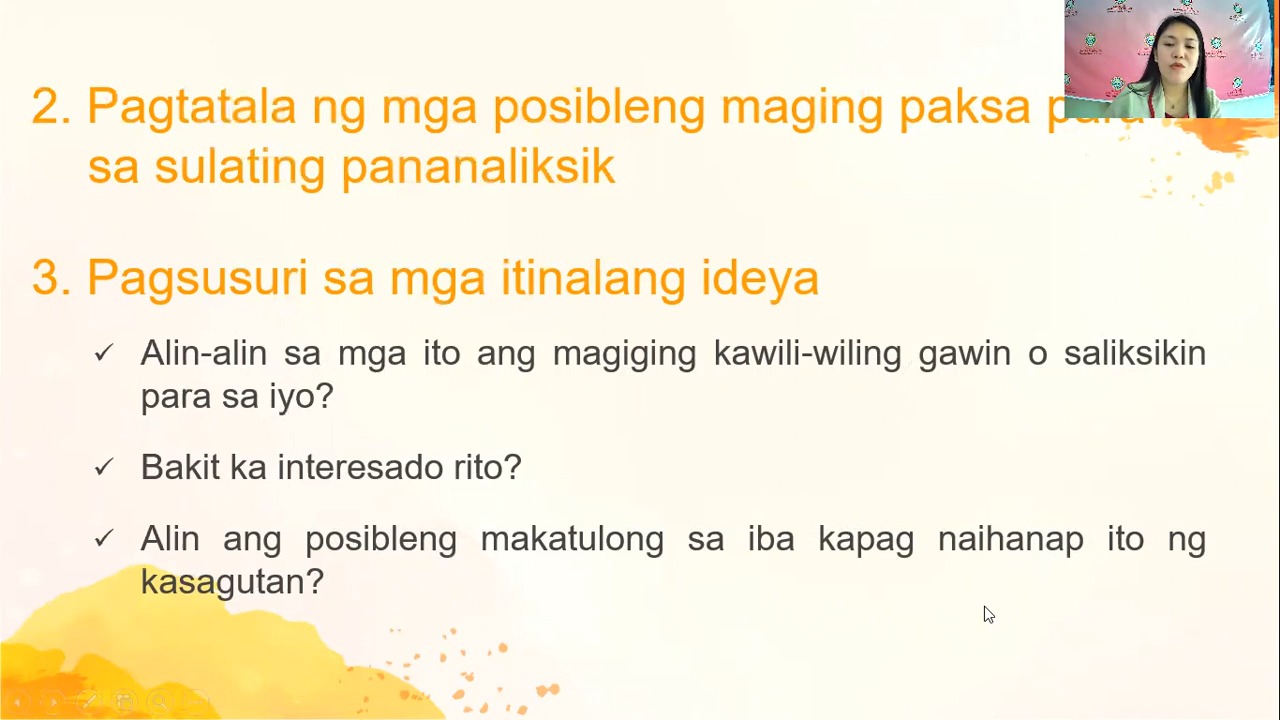 2. Pagtatala ng mga posibleng maging paksa para
sa sulating pananaliksik
3. Pagsusuri sa mga itinalang ideya
✓ Alin-alin sa mga ito ang magiging kawili-wiling gawin o saliksikin
para sa iyo?
✓ Bakit ka interesado rito?
✓ Alin ang posibleng makatulong sa iba kapag naihanap ito ng
kasagutan?